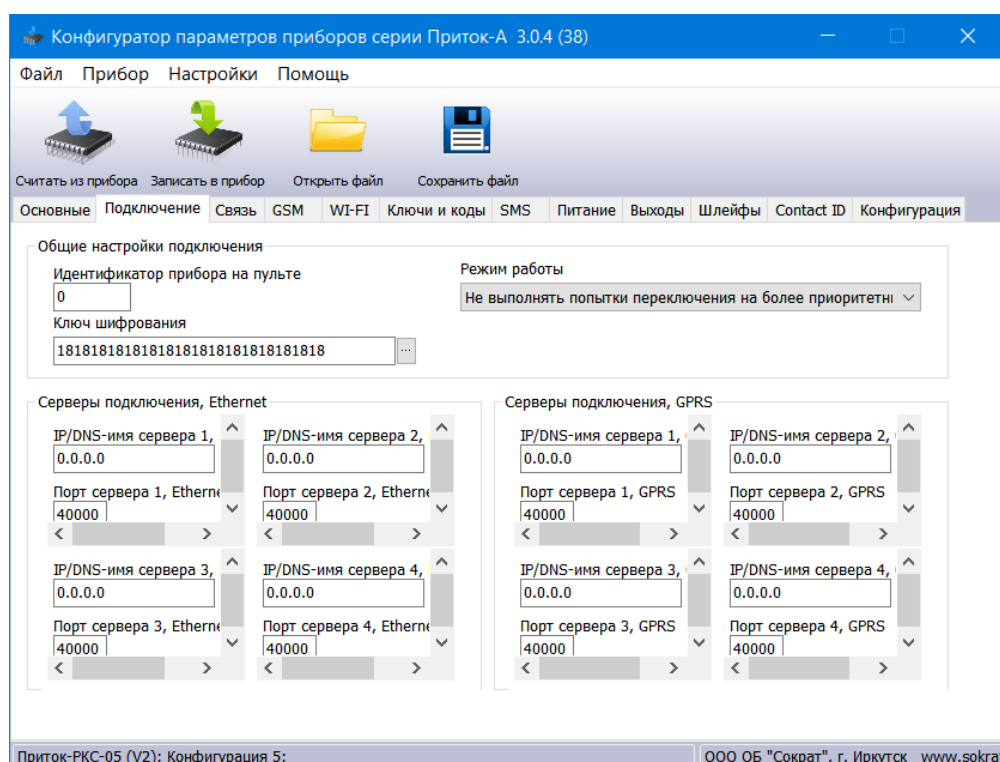 Конфигуратор параметров приборов серии Приток-А 3.0.4 (38)
Файл Прибор Настройки Помощь
Считать из прибора Записать в прибор Открыть файл Сохранить файл
Основные Подключение Связь GSM WI-FI Ключи и коды SMS Питание Выходы Шлейфы Contact ID Конфигурация
Общие настройки подключения
Идентификатор прибора на пульте
0
Режим работы
Не выполнять попытки переключения на более приоритетн
Ключ шифрования
18181818181818181818181818181818
...
Серверы подключения, Ethernet
IP/DNS-имя сервера 1, IP/DNS-имя сервера 2,
0.0.0.0 0.0.0.0
Порт сервера 1, Etherne Порт сервера 2, Etherne
40000 40000
IP/DNS-имя сервера 3, IP/DNS-имя сервера 4,
0.0.0.0 0.0.0.0
Порт сервера 3, Etherne Порт сервера 4, Etherne
40000 40000
Серверы подключения, GPRS
IP/DNS-имя сервера 1, IP/DNS-имя сервера 2,
0.0.0.0 0.0.0.0
Порт сервера 1, GPRS Порт сервера 2, GPRS
40000 40000
IP/DNS-имя сервера 3, IP/DNS-имя сервера 4,
0.0.0.0 0.0.0.0
Порт сервера 3, GPRS Порт сервера 4, GPRS
40000 40000
Приток-РКС-05 (V2); Конфигурация 5;
ООО ОБ "Сократ", г. Иркутск www.sokra